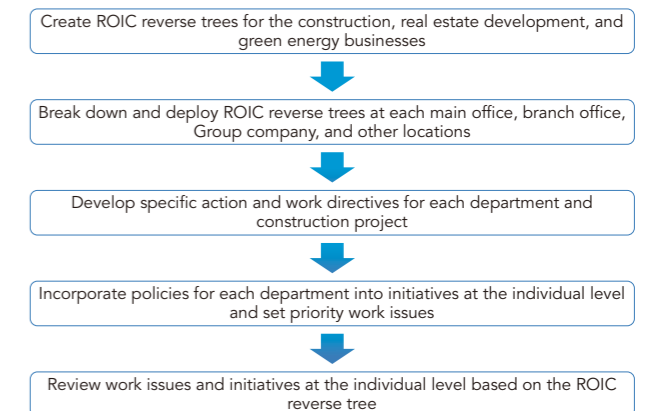 Create ROIC reverse trees for the construction, real estate development, and
green energy businesses
Break down and deploy ROIC reverse trees at each main office, branch office,
Group company, and other locations
Develop specific action and work directives for each department and
construction project
Incorporate policies for each department into initiatives at the individual level
and set priority work issues
Review work issues and initiatives at the individual level based on the ROIC
reverse tree